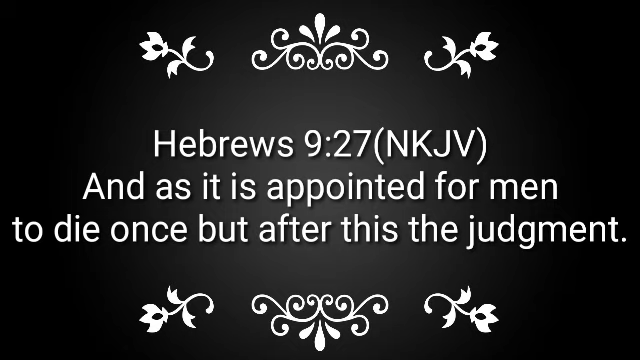 Hebrews 9:27(NKJV)
And as it is appointed for men
to die once but after this the judgment.